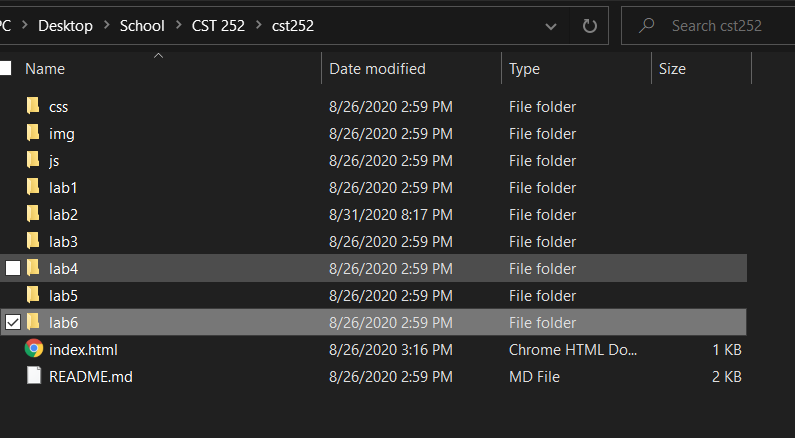 PC > Desktop > School > CST 252 > cst252 Search cst252
Name Date modified Type Size
css 8/26/2020 2:59 PM File folder
img 8/26/2020 2:59 PM File folder
js 8/26/2020 2:59 PM File folder
lab1 8/26/2020 2:59 PM File folder
lab2 8/31/2020 8:17 PM File folder
lab3 8/26/2020 2:59 PM File folder
lab4 8/26/2020 2:59 PM File folder
lab5 8/26/2020 2:59 PM File folder
lab6 8/26/2020 2:59 PM File folder
index.html 8/26/2020 3:16 PM Chrome HTML Do... 1 KB
README.md 8/26/2020 2:59 PM MD File 2 KB